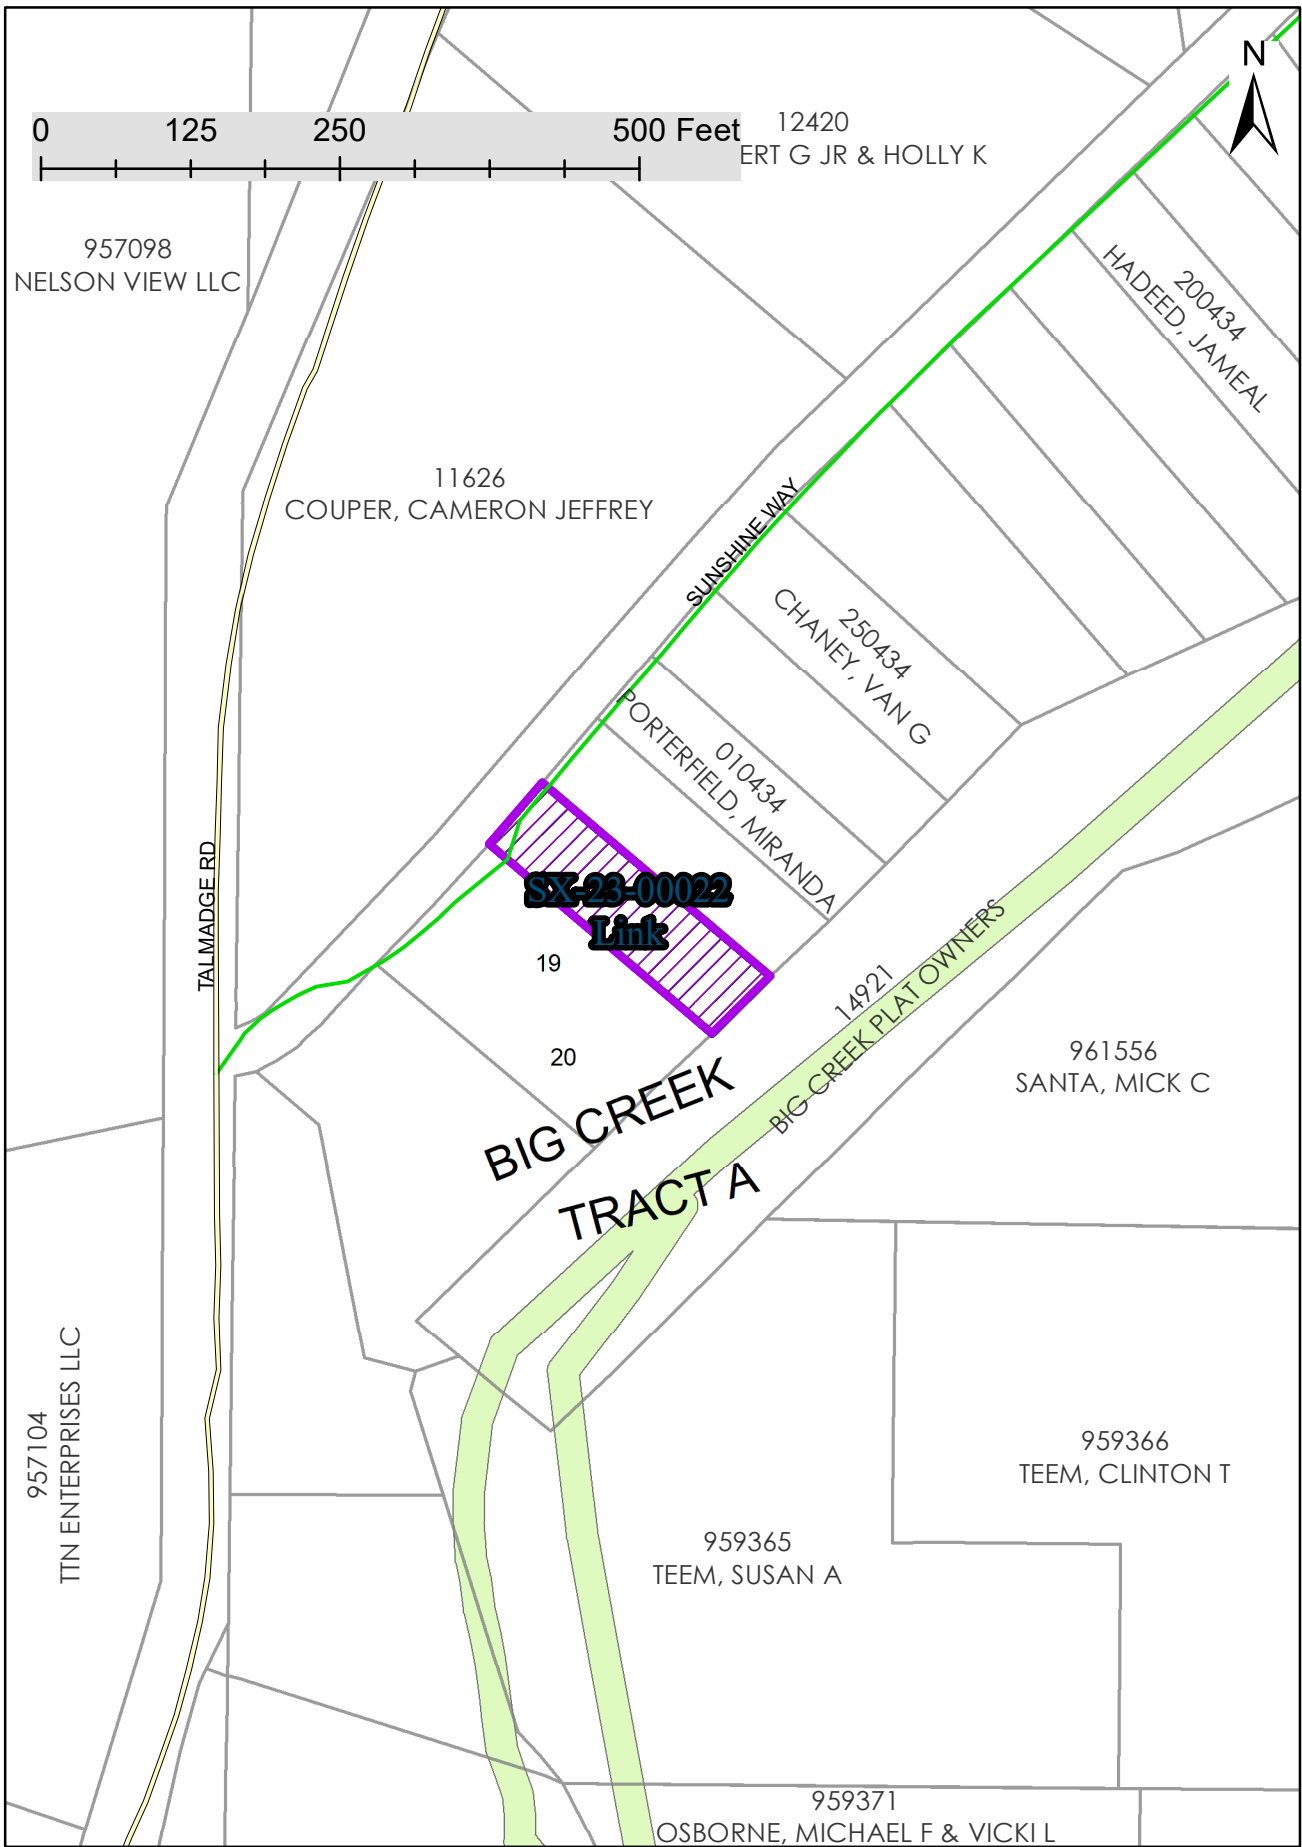 N
0 125 250 500 Feet
12420
ERT G JR & HOLLY K
957098
NELSON VIEW LLC
200434
HADEED, JAMEAL
11626
COUPER, CAMERON JEFFREY
SUNSHINE WAY
250434
CHANEY, VAN G
010434
PORTERFIELD, MIRANDA
TALMADGE RD
SX-23-00022
Link
19
20
14921
BIG CREEK PLAT OWNERS
961556
SANTA, MICK C
BIG CREEK
TRACT A
957104
TTN ENTERPRISES LLC
959366
TEEM, CLINTON T
959365
TEEM, SUSAN A
959371
OSBORNE, MICHAEL F & VICKI L